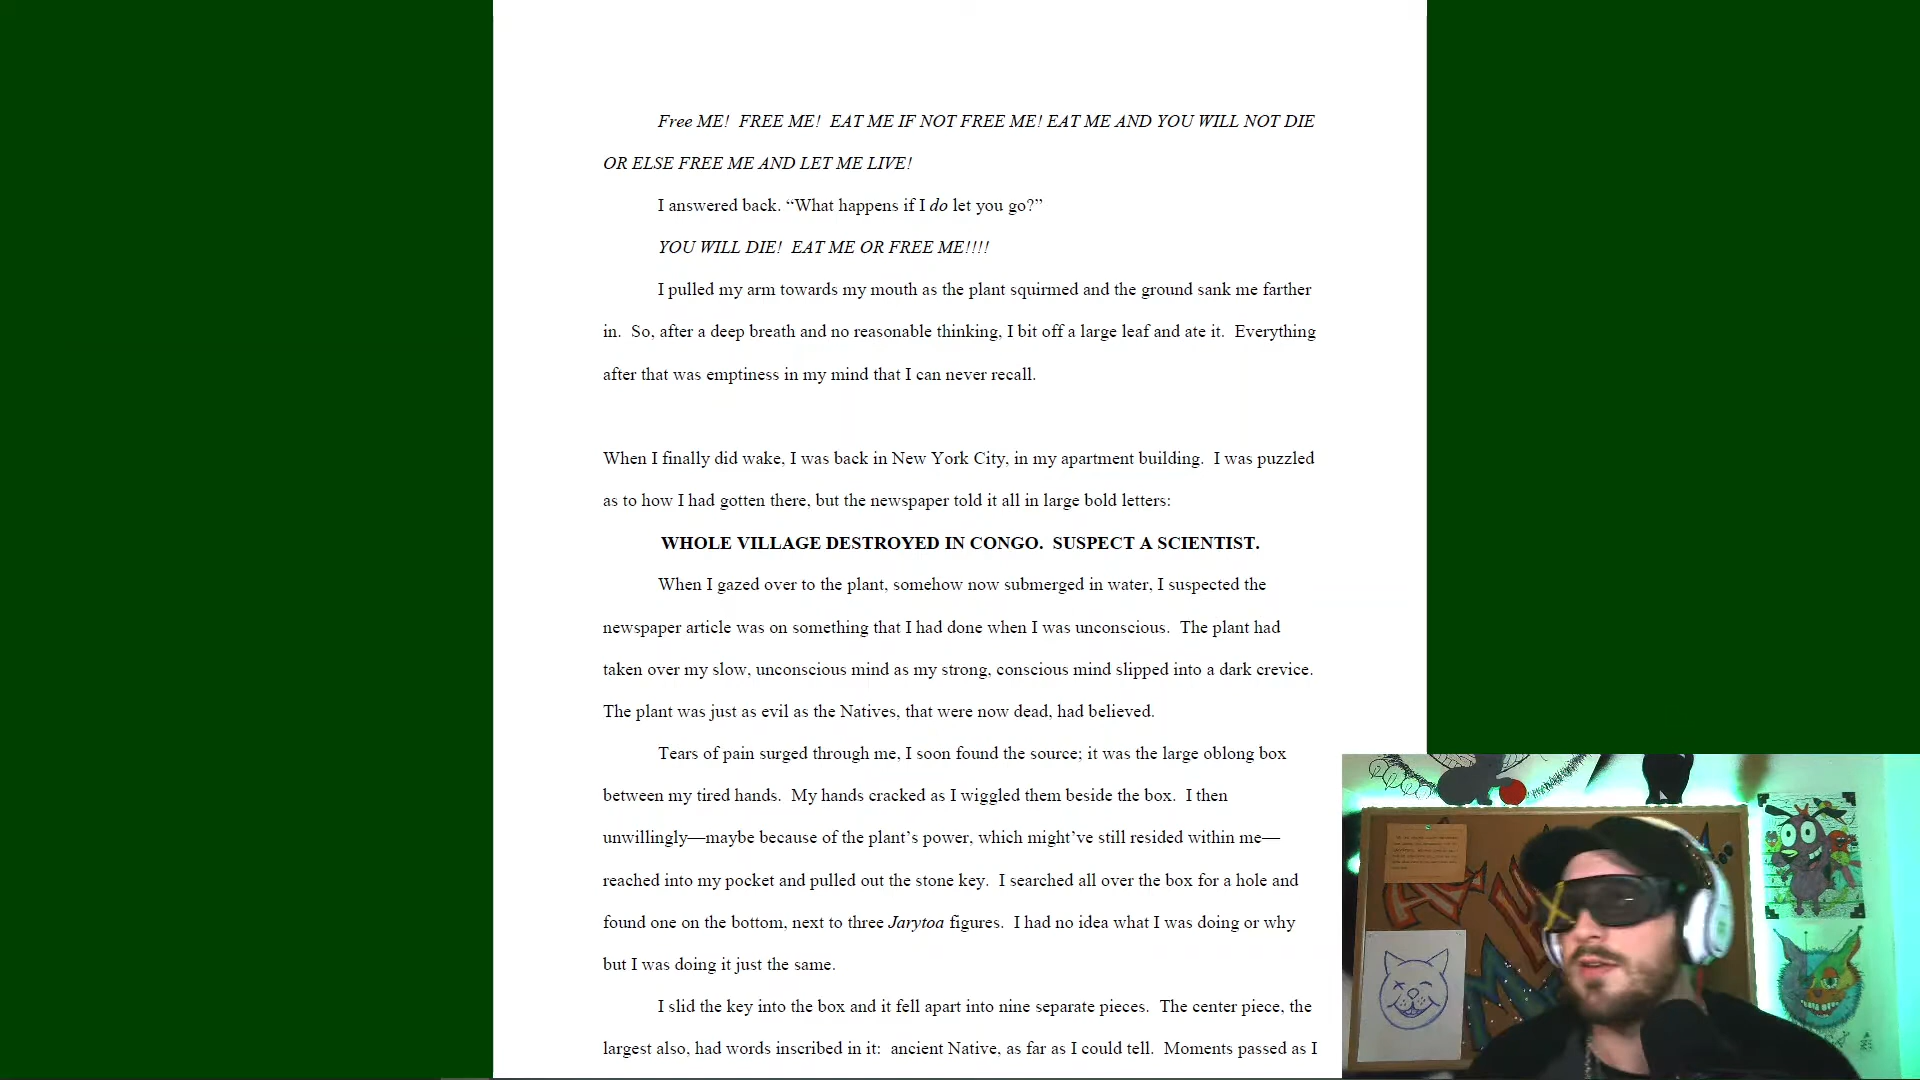 Free ME!  FREE ME!  EAT ME IF NOT FREE ME! EAT ME AND YOU WILL NOT DIE
OR ELSE FREE ME AND LET ME LIVE!
I answered back. “What happens if I do let you go?”
YOU WILL DIE!  EAT ME OR FREE ME!!!!
I pulled my arm towards my mouth as the plant squirmed and the ground sank me farther
in.  So, after a deep breath and no reasonable thinking, I bit off a large leaf and ate it.  Everything
after that was emptiness in my mind that I can never recall.
When I finally did wake, I was back in New York City, in my apartment building.  I was puzzled
as to how I had gotten there, but the newspaper told it all in large bold letters:
WHOLE VILLAGE DESTROYED IN CONGO.  SUSPECT A SCIENTIST.
When I gazed over to the plant, somehow now submerged in water, I suspected the
newspaper article was on something that I had done when I was unconscious.  The plant had
taken over my slow, unconscious mind as my strong, conscious mind slipped into a dark crevice.
The plant was just as evil as the Natives, that were now dead, had believed.
Tears of pain surged through me, I soon found the source; it was the large oblong box
between my tired hands.  My hands cracked as I wiggled them beside the box.  I then
unwillingly—maybe because of the plant’s power, which might’ve still resided within me—
reached into my pocket and pulled out the stone key.  I searched all over the box for a hole and
found one on the bottom, next to three Jarytoa figures.  I had no idea what I was doing or why
but I was doing it just the same.
I slid the key into the box and it fell apart into nine separate pieces.  The center piece, the
largest also, had words inscribed in it:  ancient Native, as far as I could tell.  Moments passed as I